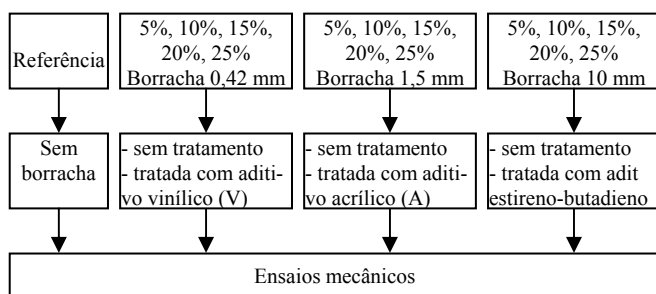 Referência
5%, 10%, 15%,
20%, 25%
Borracha 0,42 mm
5%, 10%, 15%,
20%, 25%
Borracha 1,5 mm
5%, 10%, 15%,
20%, 25%
Borracha 10 mm
Sem
borracha
- sem tratamento
- tratada com aditi-
vo vinílico (V)
- sem tratamento
- tratada com aditi-
vo acrílico (A)
- sem tratamento
- tratada com adit
estireno-butadieno
Ensaios mecânicos